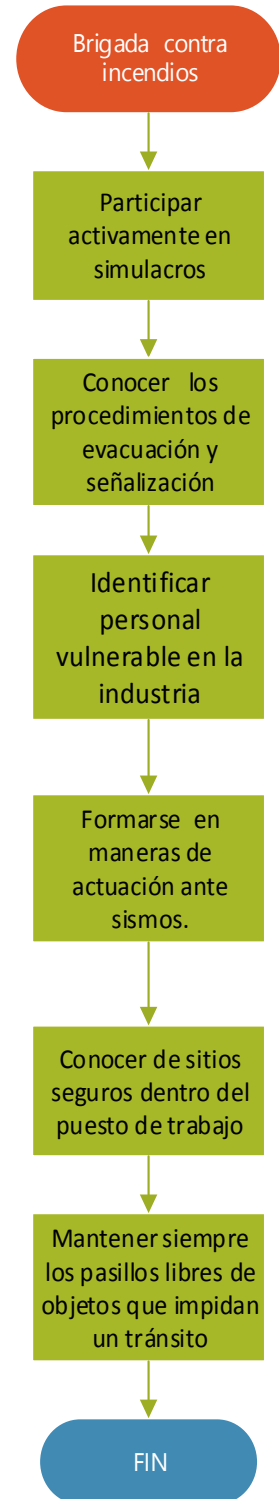 Brigada contra
incendios
Participar
activamente en
simulacros
Conocer los
procedimientos de
evacuación y
señalización
Identificar
personal
vulnerable en la
industria
Formarse en
maneras de
actuación ante
sismos.
Conocer de sitios
seguros dentro del
puesto de trabajo
Mantener siempre
los pasillos libres de
objetos que impidan
un tránsito
FIN